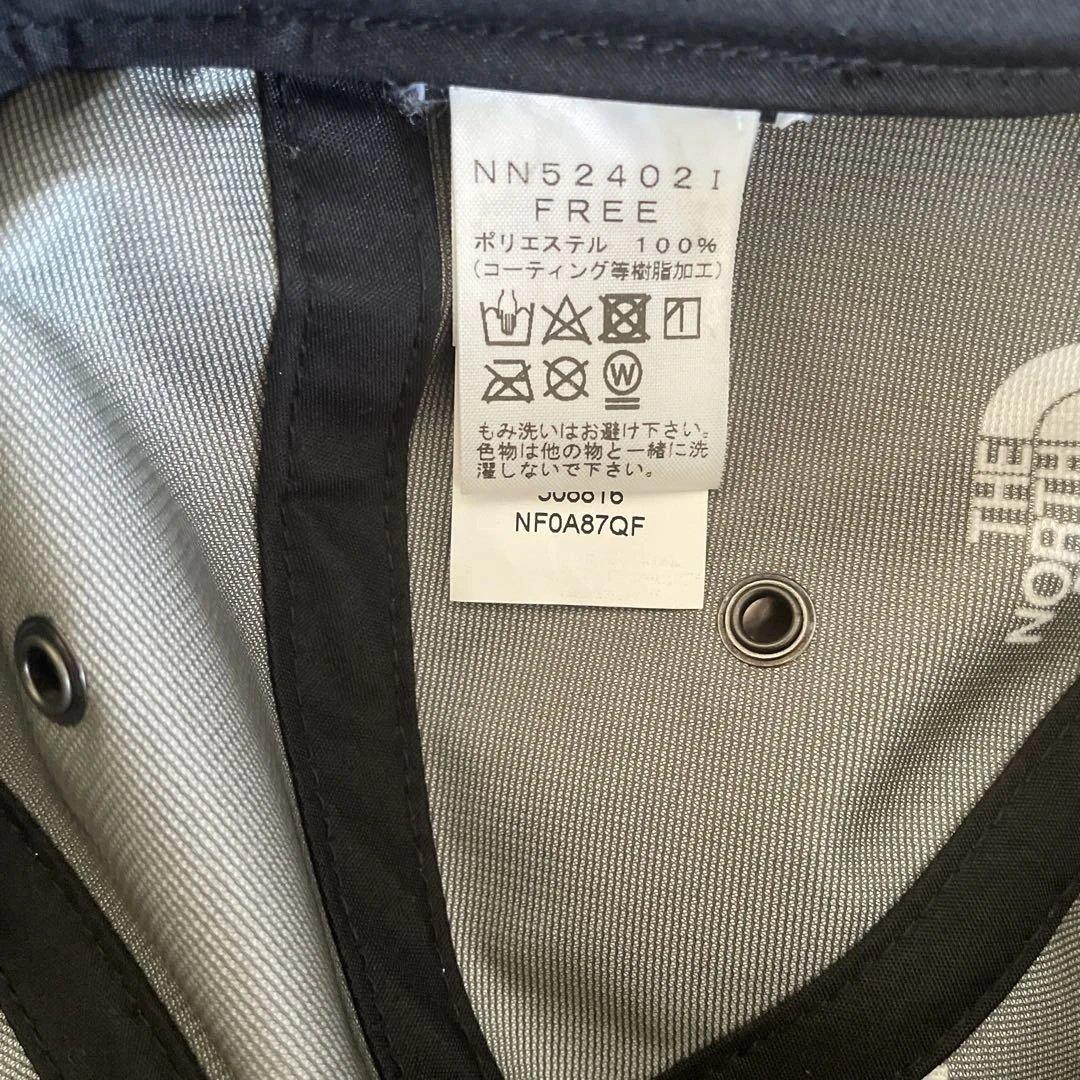 NN52402I
FREE
ポリエステル 100%
(コーティング等樹脂加工)
W
もみ洗いはお避け下さい。
色物は他の物と一緒に洗
濯しないで下さい。
NF0A87QF
THE
NOR